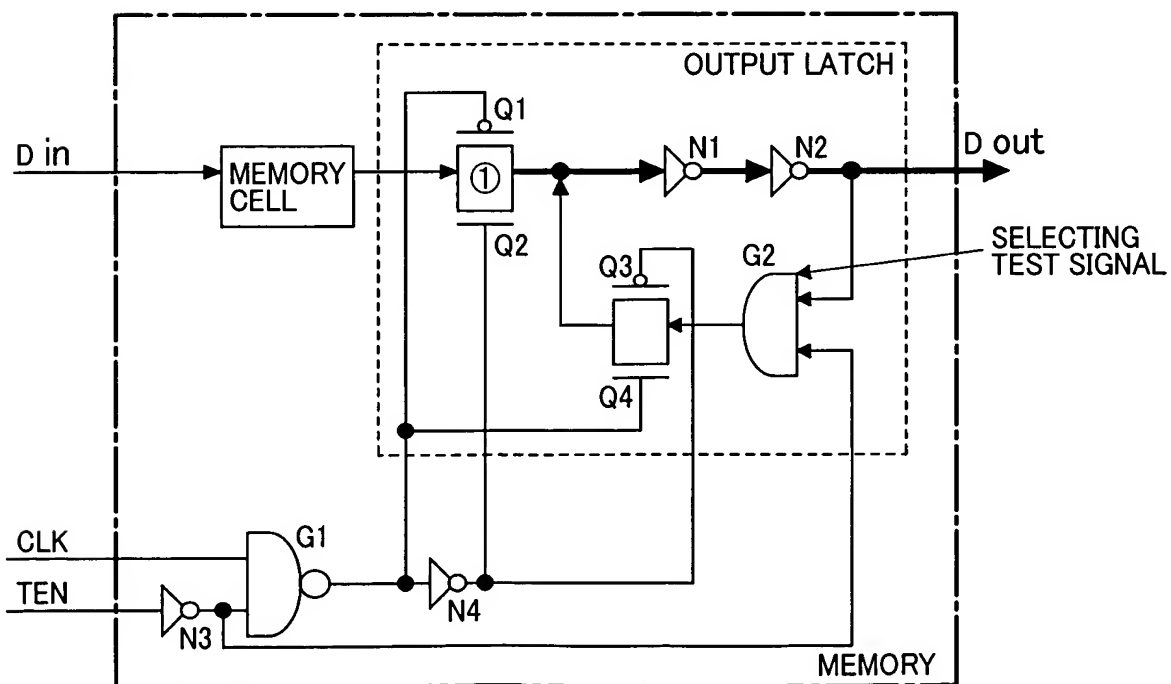 OUTPUT LATCH
Q1
D in
MEMORY
CELL
①
N1
N2
D out
Q2
Q3
G2
SELECTING
TEST SIGNAL
Q4
CLK
G1
TEN
N3
N4
MEMORY